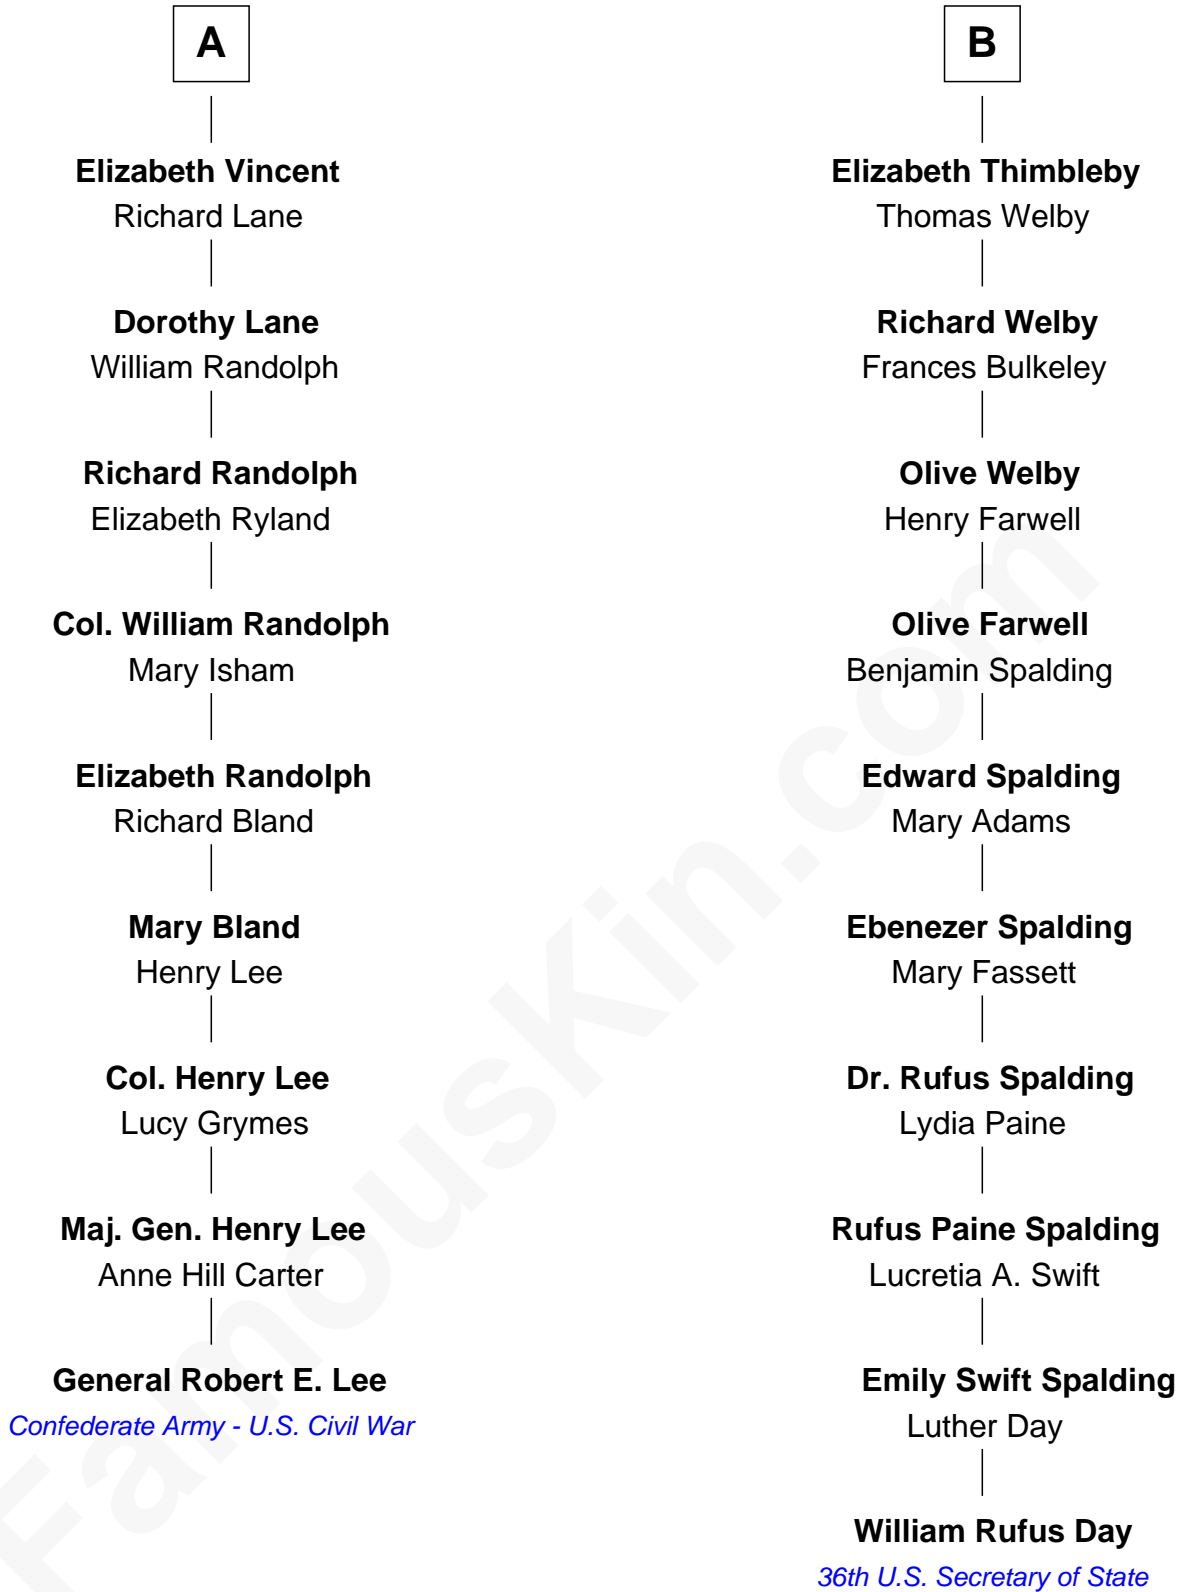 A
Elizabeth Vincent
Richard Lane
Dorothy Lane
William Randolph
Richard Randolph
Elizabeth Ryland
Col. William Randolph
Mary Isham
Elizabeth Randolph
Richard Bland
Mary Bland
Henry Lee
Col. Henry Lee
Lucy Grymes
Maj. Gen. Henry Lee
Anne Hill Carter
General Robert E. Lee
Confederate Army - U.S. Civil War
B
Elizabeth Thimbleby
Thomas Welby
Richard Welby
Frances Bulkeley
Olive Welby
Henry Farwell
Olive Farwell
Benjamin Spalding
Edward Spalding
Mary Adams
Ebenezer Spalding
Mary Fassett
Dr. Rufus Spalding
Lydia Paine
Rufus Paine Spalding
Lucretia A. Swift
Emily Swift Spalding
Luther Day
William Rufus Day
36th U.S. Secretary of State
FamousKin.com